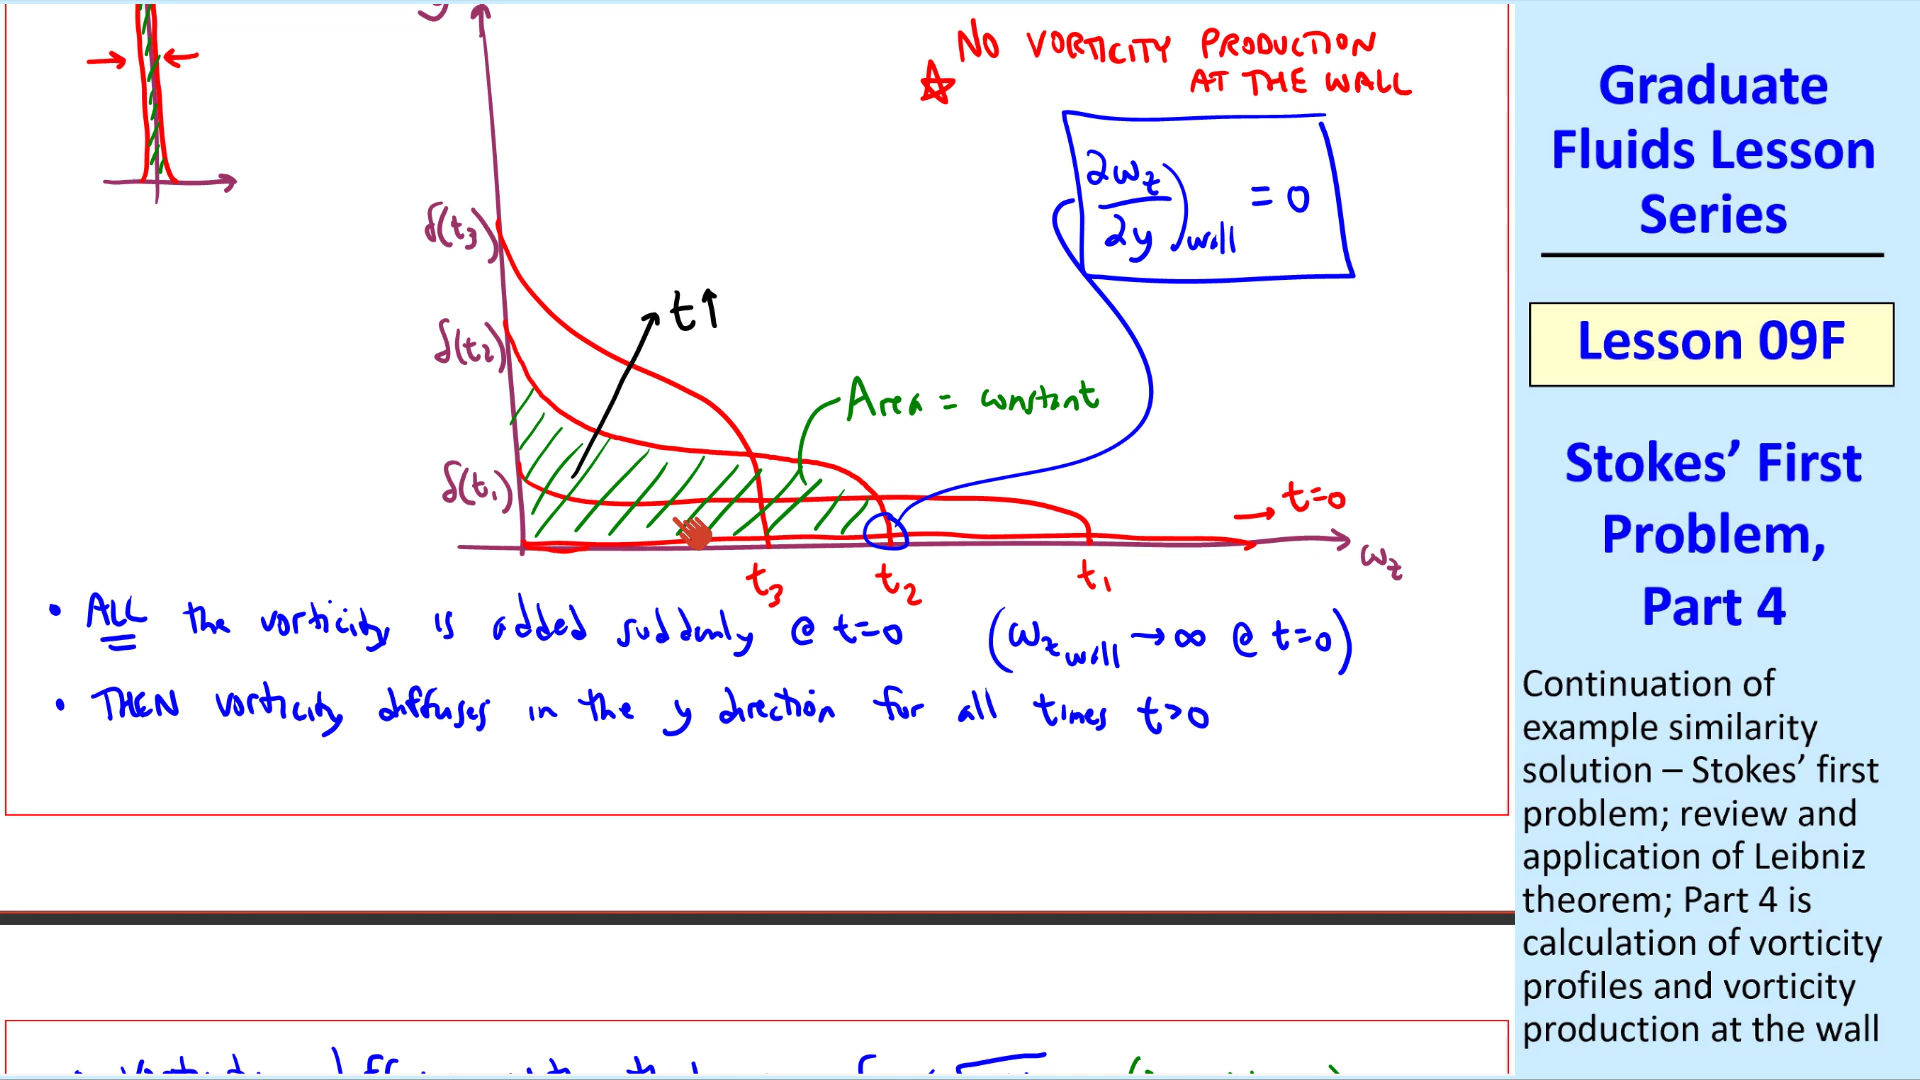 y
NO VORTICITY PRODUCTION
AT THE WALL
∂ω_z/∂y)_wall = 0
δ(t₃)
t↑
δ(t₂)
Area = constant
δ(t₁)
t=0
ω_z
t₃
t₂
t₁
• ALL the vorticity is added suddenly @ t=0 (ω_z wall → ∞ @ t=0)
• THEN vorticity diffuses in the y direction for all times t>0
Graduate
Fluids Lesson
Series
Lesson 09F
Stokes’ First
Problem,
Part 4
Continuation of
example similarity
solution – Stokes’ first
problem; review and
application of Leibniz
theorem; Part 4 is
calculation of vorticity
profiles and vorticity
production at the wall